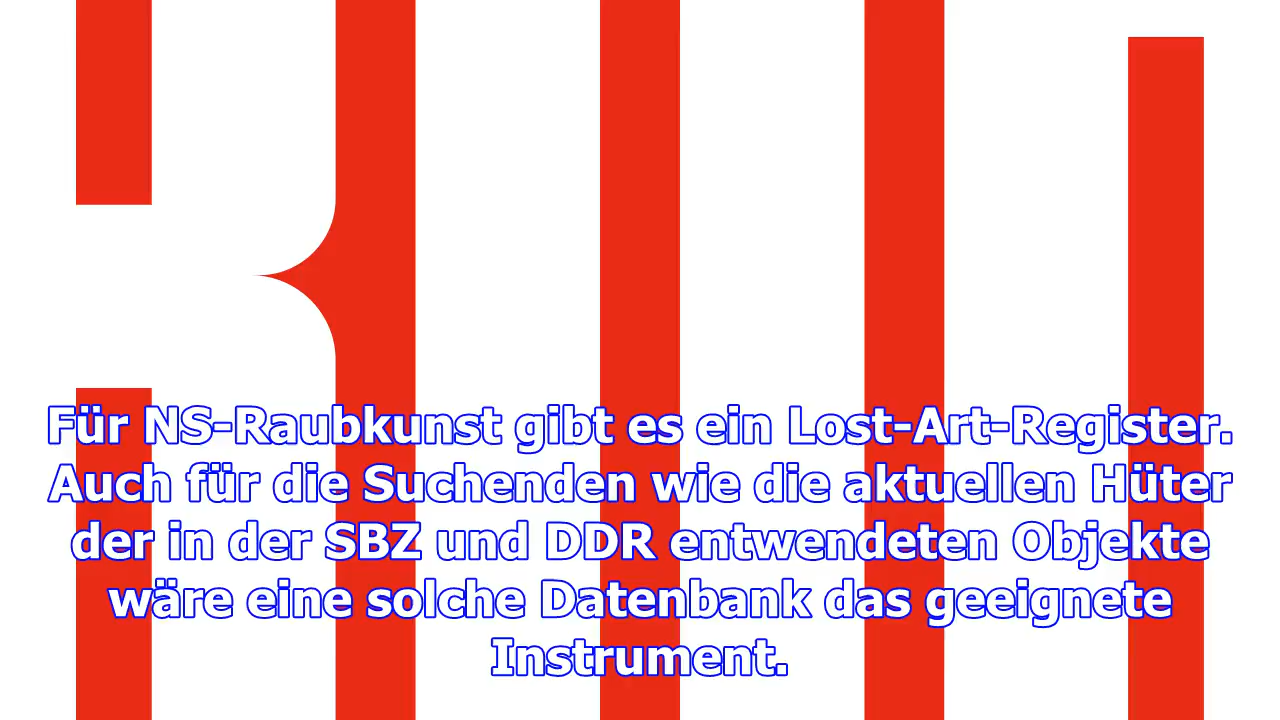 Für NS-Raubkunst gibt es ein Lost-Art-Register.
Auch für die Suchenden wie die aktuellen Hüter
der in der SBZ und DDR entwendeten Objekte
wäre eine solche Datenbank das geeignete
Instrument.